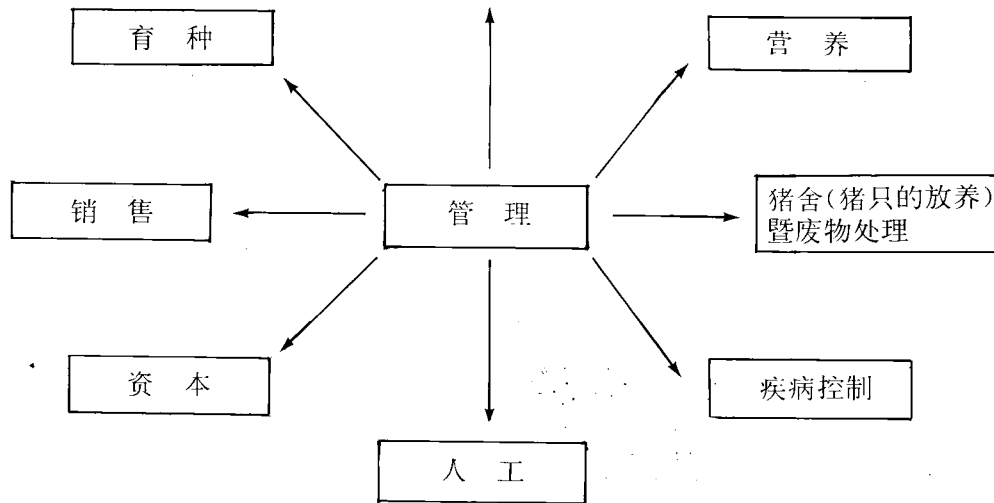 育 种
营 养
销 售
管 理
猪舍(猪只的放养)
暨废物处理
资 本
疾病控制
人 工